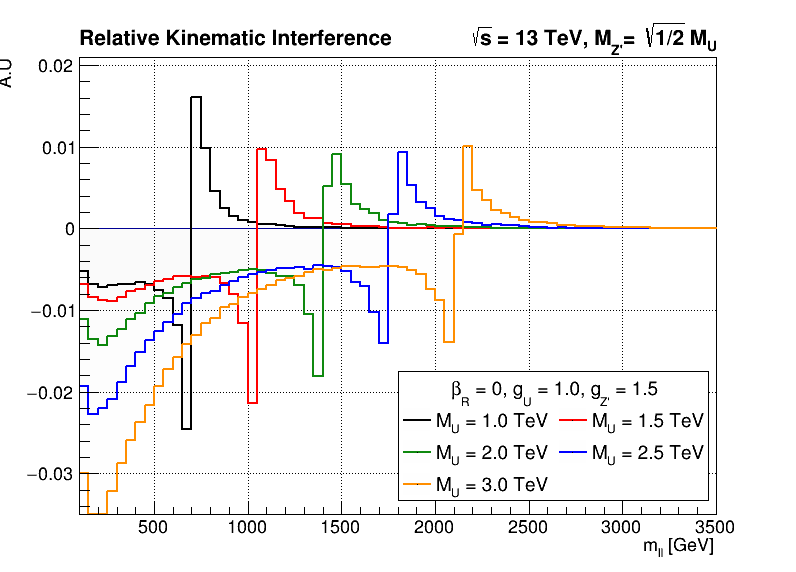 Relative Kinematic Interference
√s = 13 TeV, M_Z'= √1/2 M_U
A.U
0.02
0.01
0
−0.01
−0.02
−0.03
β_R = 0, g_U = 1.0, g_Z' = 1.5
M_U = 1.0 TeV M_U = 1.5 TeV
M_U = 2.0 TeV M_U = 2.5 TeV
M_U = 3.0 TeV
500 1000 1500 2000 2500 3000 3500
m_ll [GeV]